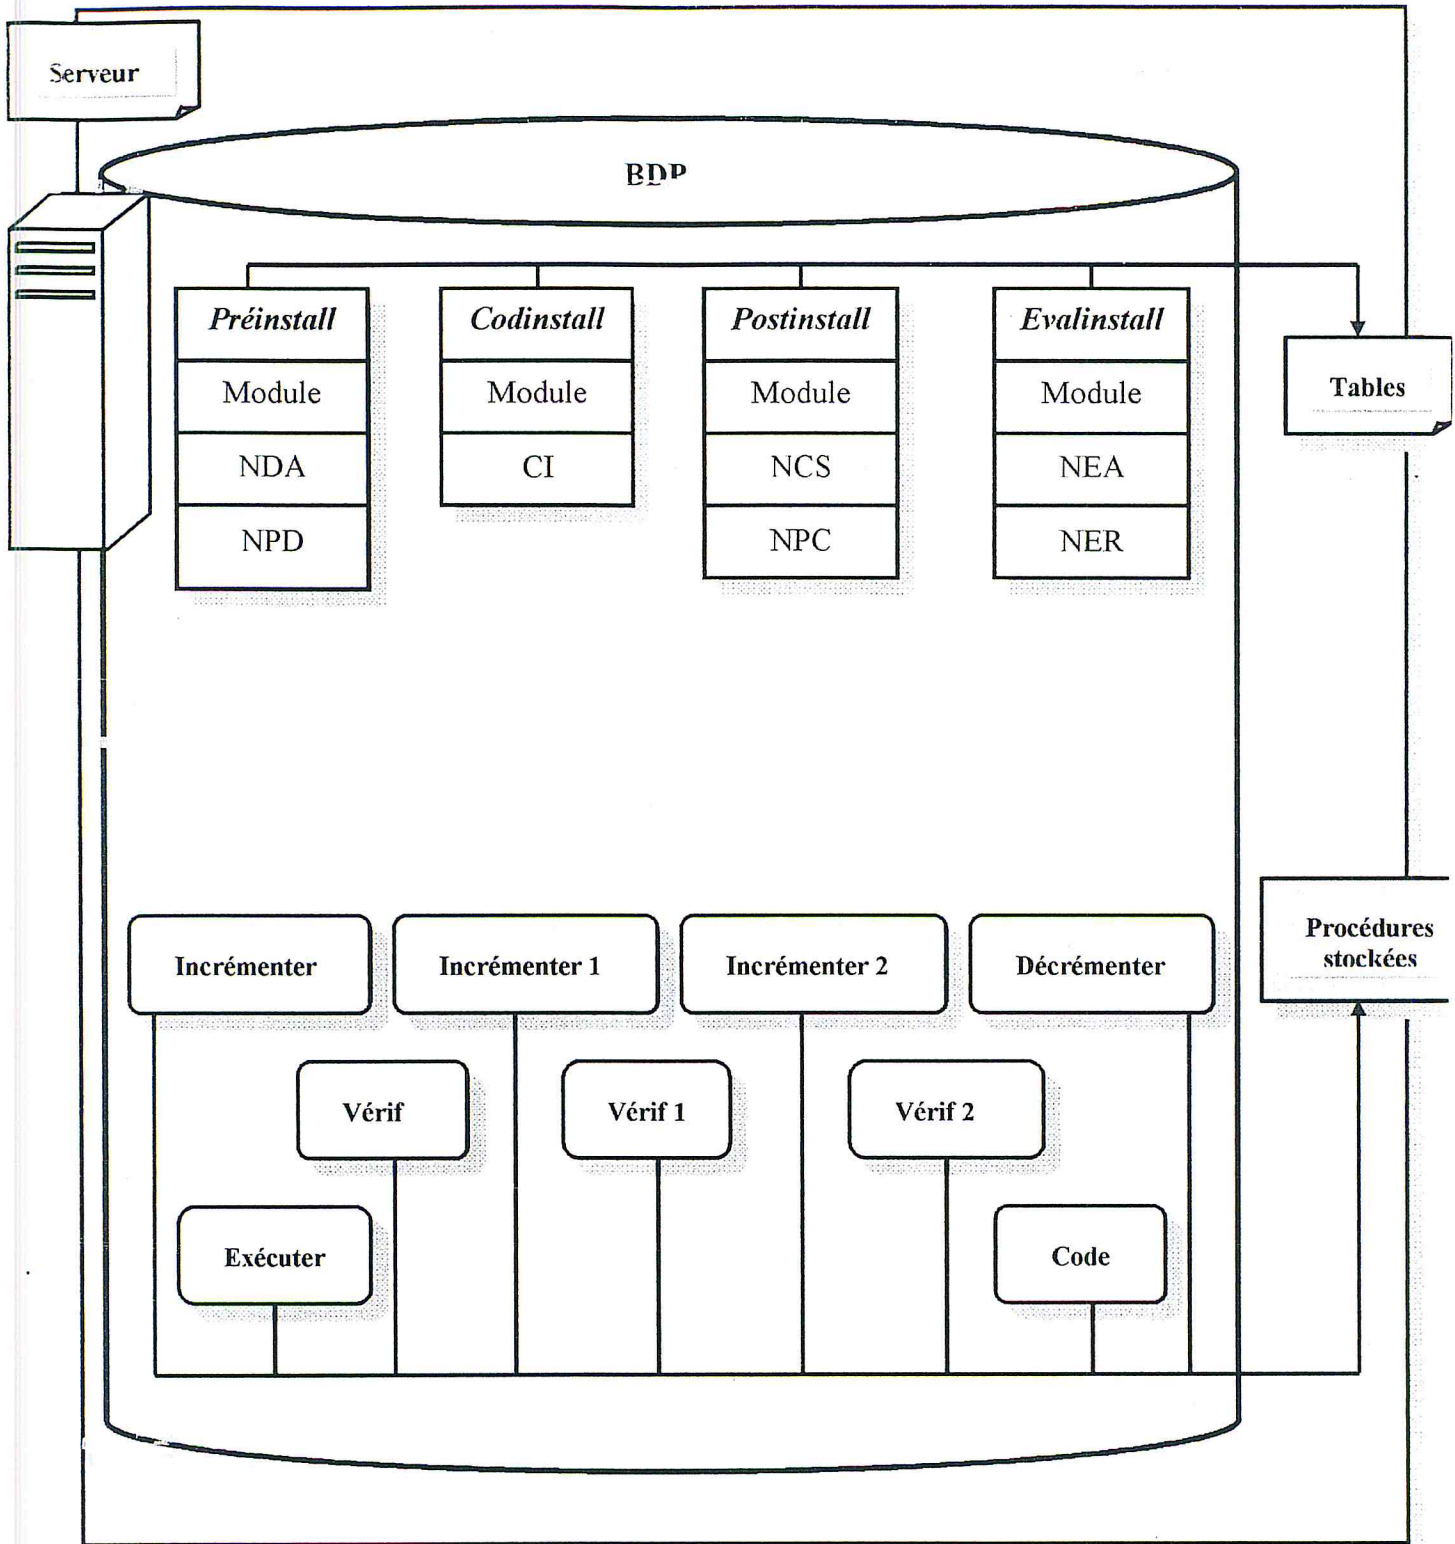 Serveur
BDP
Préinstall
Module
NDA
NPD
Codinstall
Module
CI
Postinstall
Module
NCS
NPC
Evalinstall
Module
NEA
NER
Tables
Procédures
stockées
Incrémenter
Incrémenter 1
Incrémenter 2
Décrémenter
Vérif
Vérif 1
Vérif 2
Exécuter
Code